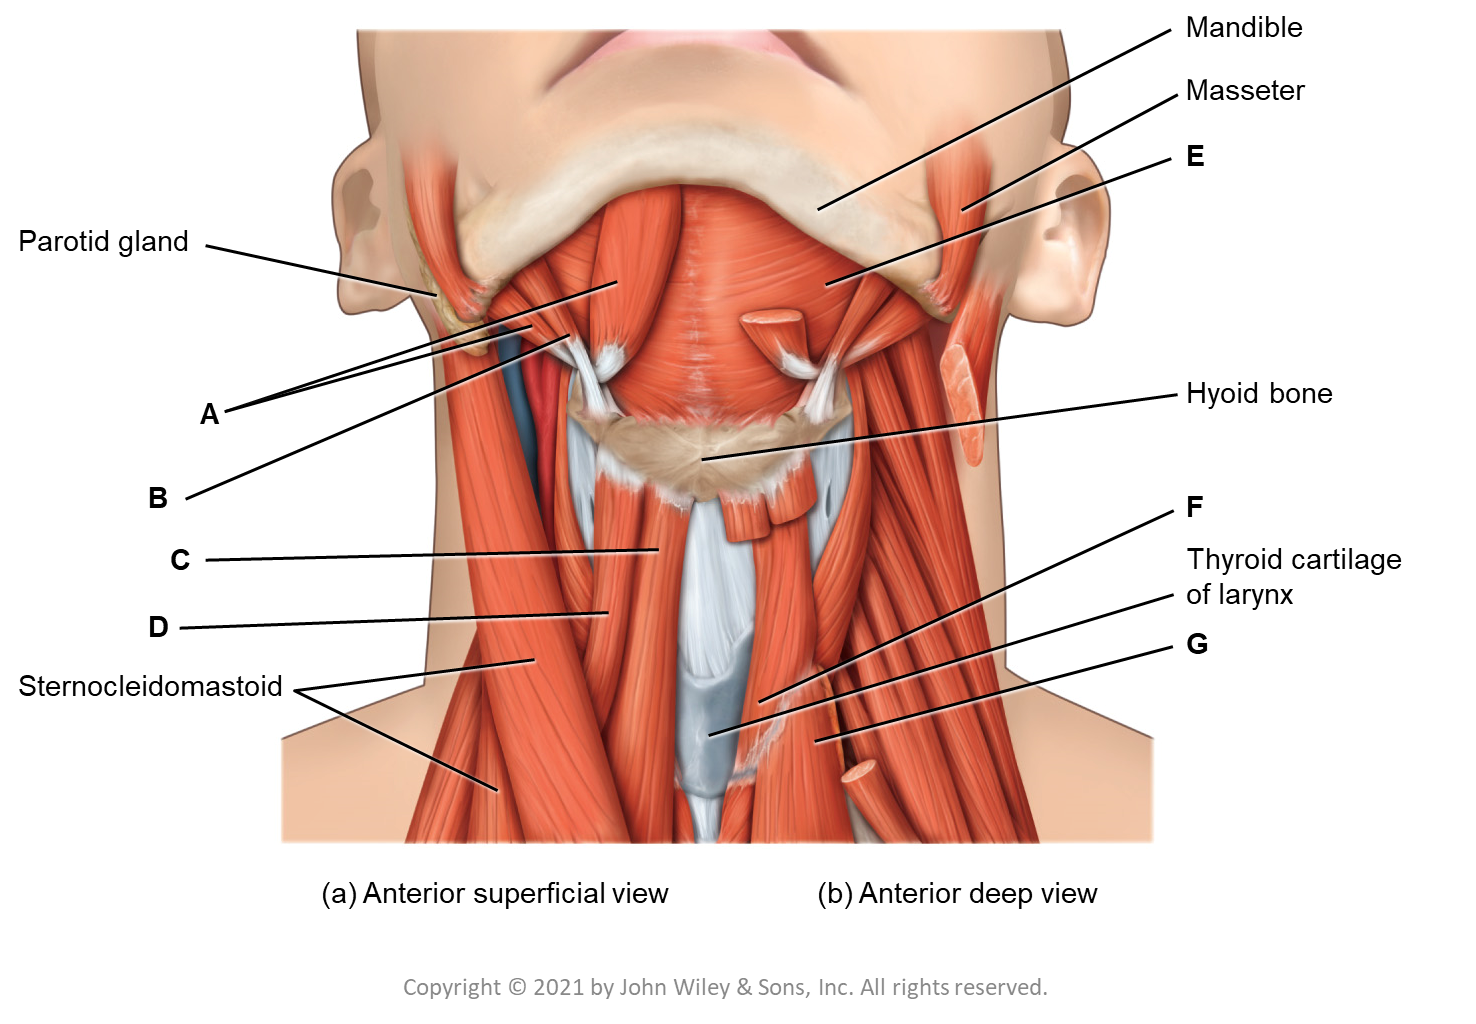 Mandible
Masseter
E
Parotid gland
Hyoid bone
A
B
F
C
Thyroid cartilage
of larynx
D
G
Sternocleidomastoid
(a) Anterior superficial view
(b) Anterior deep view
Copyright © 2021 by John Wiley & Sons, Inc. All rights reserved.